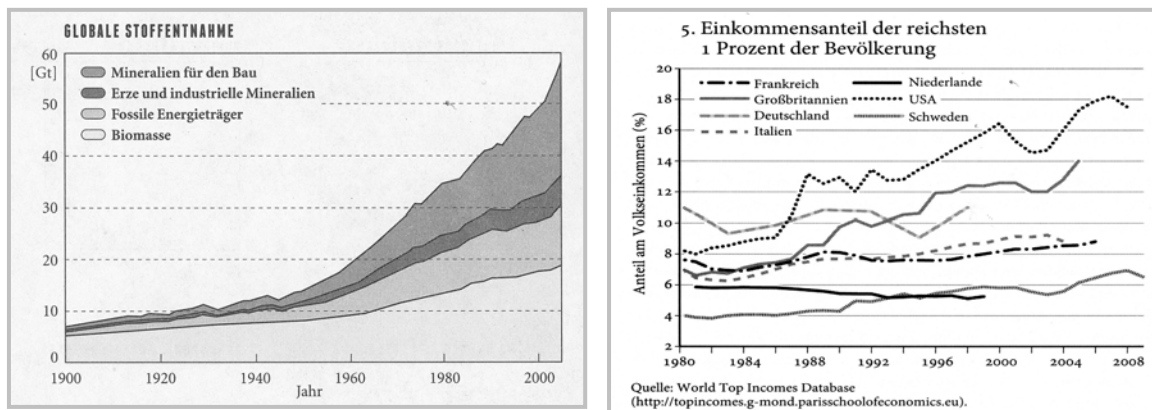 GLOBALE STOFFENTNAHME
60
[Gt]
50
40
30
20
10
0
Mineralien für den Bau
Erze und industrielle Mineralien
Fossile Energieträger
Biomasse
1900 1920 1940 1960 1980 2000
Jahr
5. Einkommensanteil der reichsten
1 Prozent der Bevölkerung
Anteil am Volkseinkommen (%)
20
18
16
14
12
10
8
6
4
2
Frankreich
Großbritannien
Deutschland
Italien
Niederlande
USA
Schweden
1980 1984 1988 1992 1996 2000 2004 2008
Quelle: World Top Incomes Database
(http://topincomes.g-mond.parisschoolofeconomics.eu).